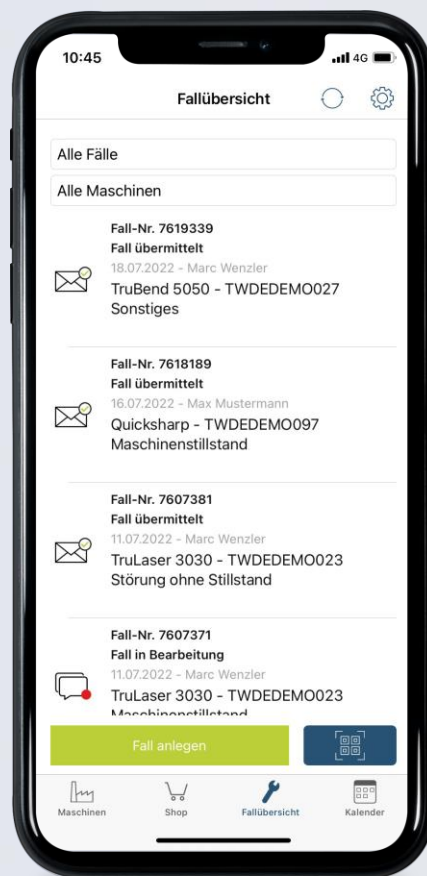 10:45
4G
Fallübersicht
Alle Fälle
Alle Maschinen
Fall-Nr. 7619339
Fall übermittelt
18.07.2022 - Marc Wenzler
TruBend 5050 - TWDEDEMO027
Sonstiges
Fall-Nr. 7618189
Fall übermittelt
16.07.2022 - Max Mustermann
Quicksharp - TWDEDEMO097
Maschinenstillstand
Fall-Nr. 7607381
Fall übermittelt
11.07.2022 - Marc Wenzler
TruLaser 3030 - TWDEDEMO023
Störung ohne Stillstand
Fall-Nr. 7607371
Fall in Bearbeitung
11.07.2022 - Marc Wenzler
TruLaser 3030 - TWDEDEMO023
Maschinenstillstand
Fall anlegen
Maschinen
Shop
Fallübersicht
Kalender